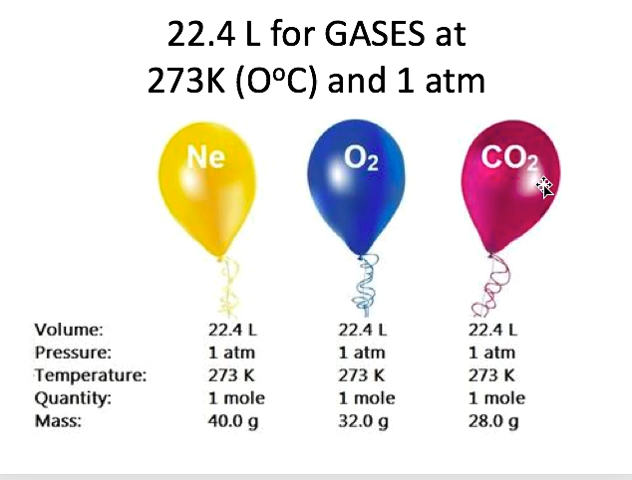 22.4 L for GASES at
273K (OºC) and 1 atm
Ne O₂ CO₂
Volume: 22.4 L 22.4 L 22.4 L
Pressure: 1 atm 1 atm 1 atm
Temperature: 273 K 273 K 273 K
Quantity: 1 mole 1 mole 1 mole
Mass: 40.0 g 32.0 g 28.0 g